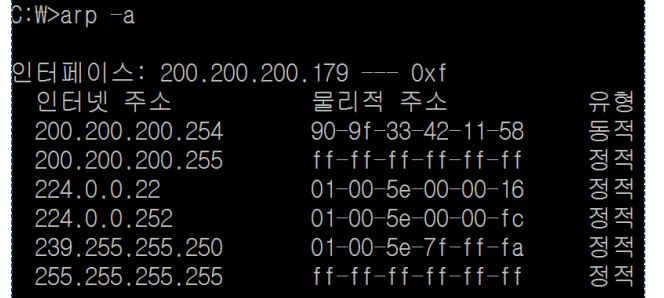 C:\>arp -a
인터페이스: 200.200.200.179 --- 0xf
인터넷 주소 물리적 주소 유형
200.200.200.254 90-9f-33-42-11-58 동적
200.200.200.255 ff-ff-ff-ff-ff-ff 정적
224.0.0.22 01-00-5e-00-00-16 정적
224.0.0.252 01-00-5e-00-00-fc 정적
239.255.255.250 01-00-5e-7f-ff-fa 정적
255.255.255.255 ff-ff-ff-ff-ff-ff 정적